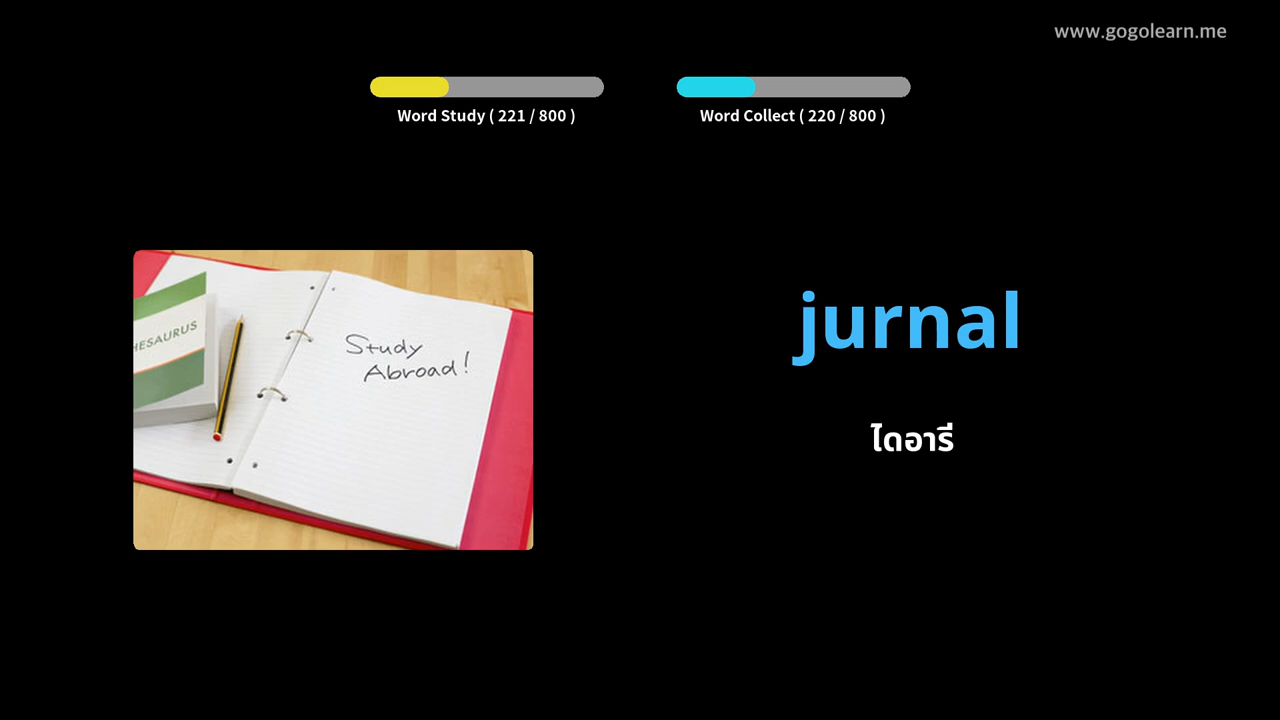 www.gogolearn.me
Word Study ( 221 / 800 )
Word Collect ( 220 / 800 )
HESAURUS
Study
Abroad!
jurnal
ไดอารี